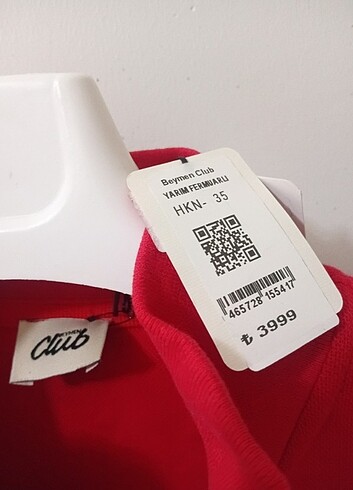 Beymen Club
YARIM FERMUARLI
HKN- 35
465728 155417
₺ 3999
BEYMEN
Club